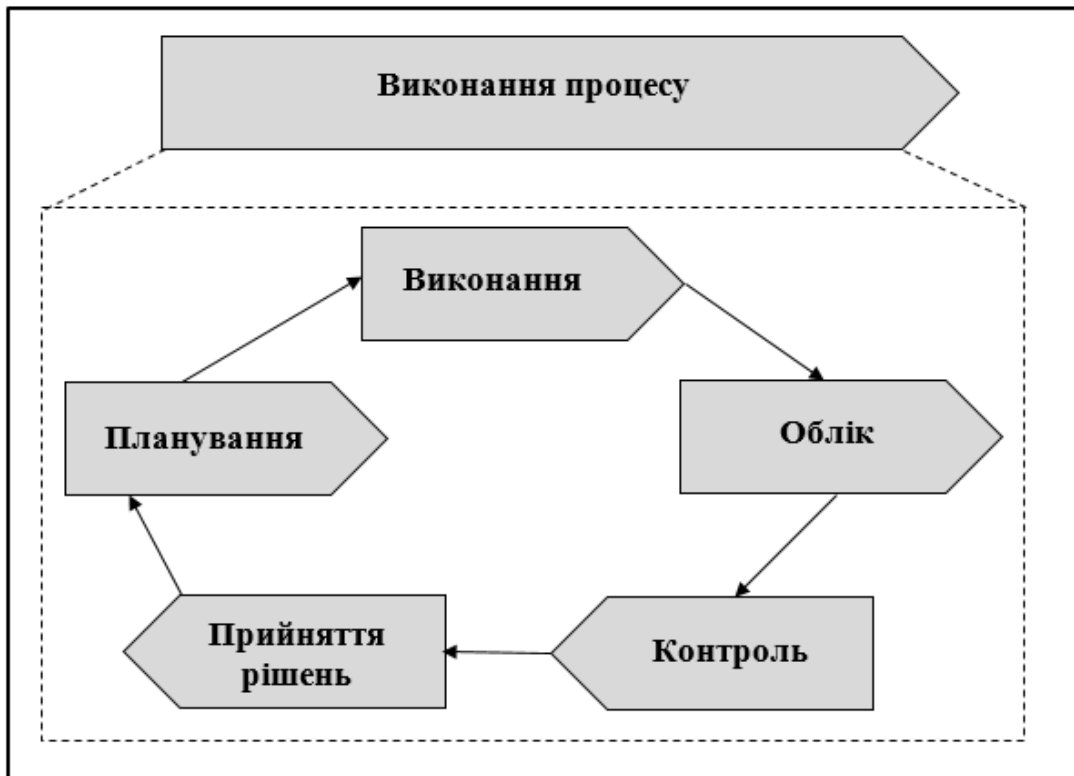 Виконання процесу
Виконання
Планування
Облік
Прийняття
рішень
Контроль